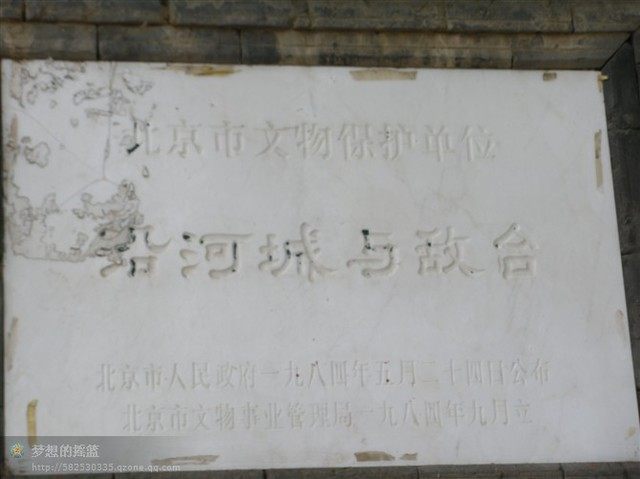 北京市文物保护单位
沿河城与敌台
北京市人民政府一九八四年五月二十四日公布
北京市文物事业管理局一九八四年九月立
梦想的摇篮
http://582530335.qzone.qq.com